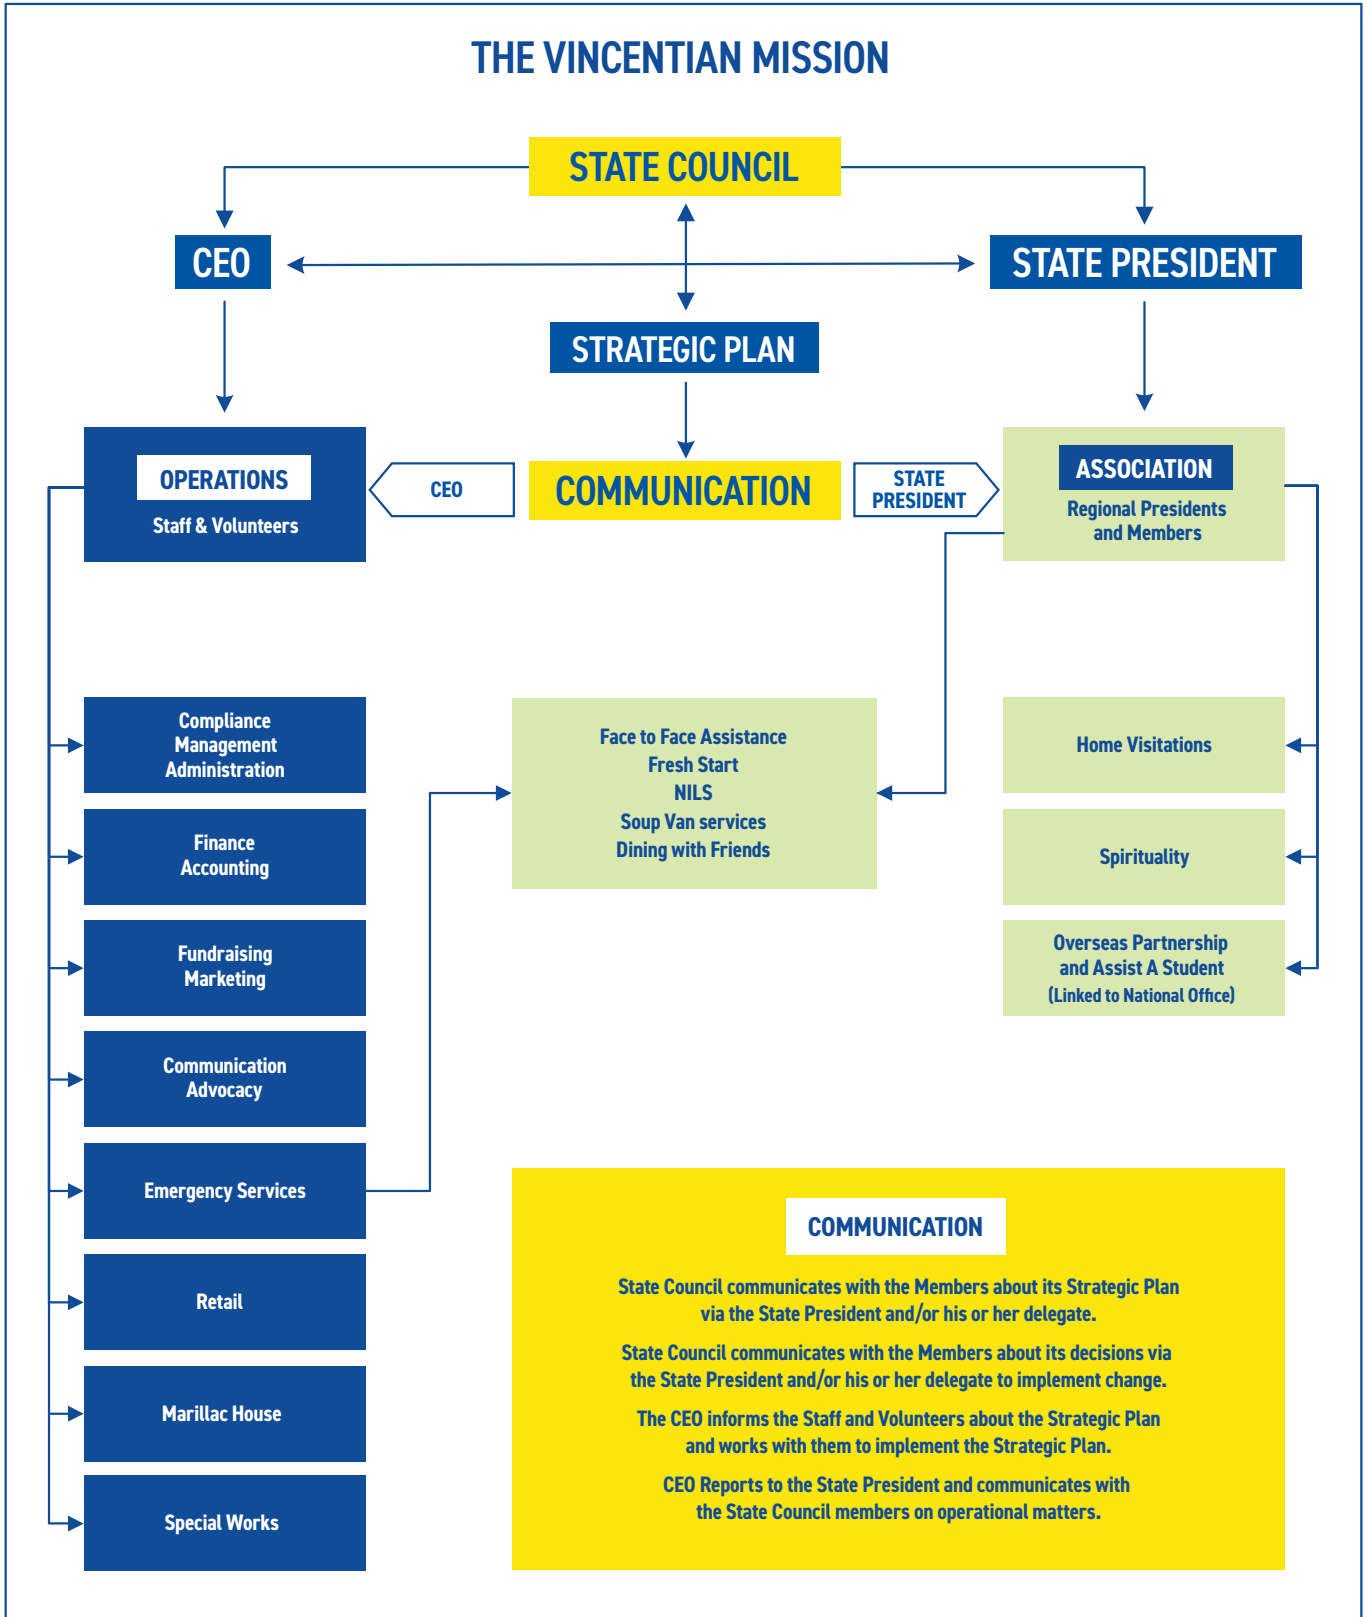 THE VINCENTIAN MISSION
STATE COUNCIL
CEO
STATE PRESIDENT
STRATEGIC PLAN
OPERATIONS
Staff & Volunteers
CEO
COMMUNICATION
STATE
PRESIDENT
ASSOCIATION
Regional Presidents
and Members
Compliance
Management
Administration
Finance
Accounting
Fundraising
Marketing
Communication
Advocacy
Emergency Services
Retail
Marillac House
Special Works
Face to Face Assistance
Fresh Start
NILS
Soup Van services
Dining with Friends
Home Visitations
Spirituality
Overseas Partnership
and Assist A Student
(Linked to National Office)
COMMUNICATION
State Council communicates with the Members about its Strategic Plan
via the State President and/or his or her delegate.
State Council communicates with the Members about its decisions via
the State President and/or his or her delegate to implement change.
The CEO informs the Staff and Volunteers about the Strategic Plan
and works with them to implement the Strategic Plan.
CEO Reports to the State President and communicates with
the State Council members on operational matters.